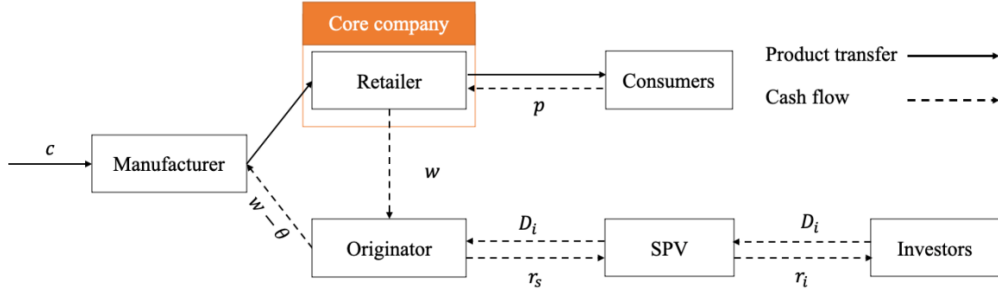 Core company
Retailer
Consumers
Product transfer
Cash flow
p
c
Manufacturer
w
w − θ
Originator
D_i
r_s
SPV
D_i
r_i
Investors